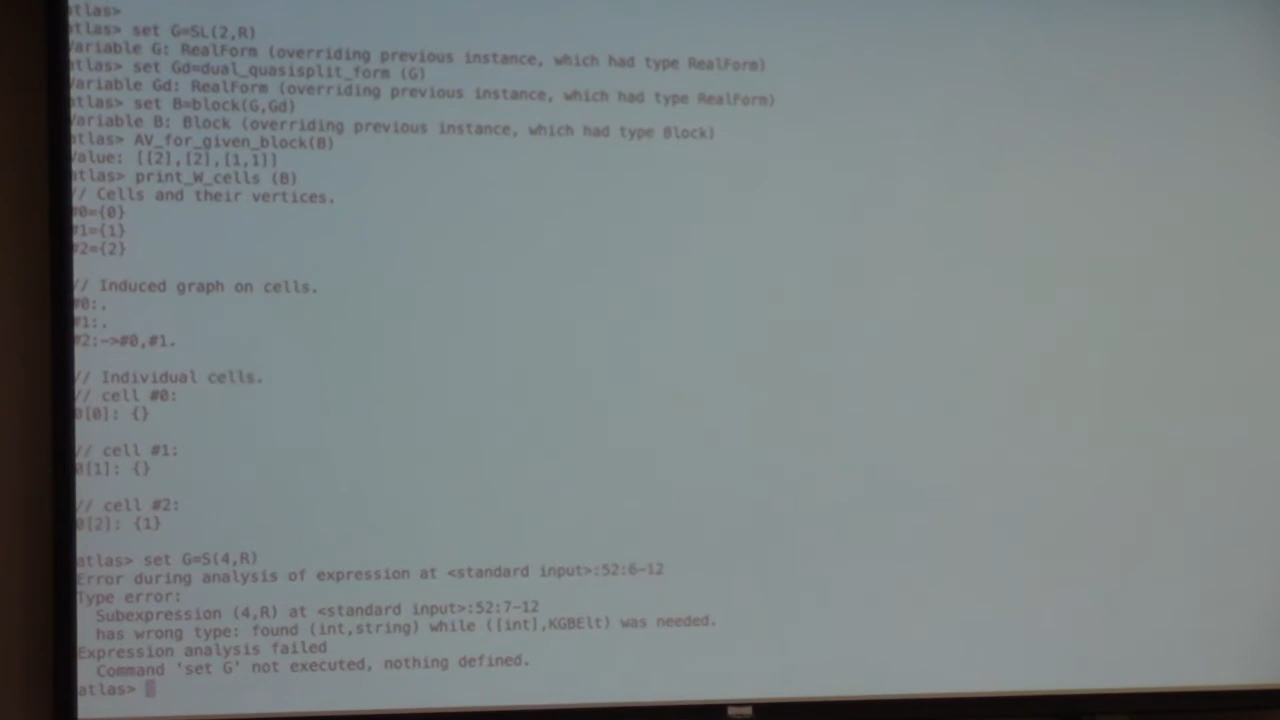 tlas>
atlas> set G=SL(2,R)
Variable G: RealForm (overriding previous instance, which had type RealForm)
atlas> set Gd=dual_quasisplit_form (G)
Variable Gd: RealForm (overriding previous instance, which had type RealForm)
atlas> set B=block(G,Gd)
Variable B: Block (overriding previous instance, which had type Block)
atlas> AV_for_given_block(B)
Value: [[2],[2],[1,1]]
atlas> print_W_cells (B)
// Cells and their vertices.
#0={0}
#1={1}
#2={2}
// Induced graph on cells.
#0:.
#1:.
#2:->#0,#1.
// Individual cells.
// cell #0:
0[0]: {}
// cell #1:
0[1]: {}
// cell #2:
0[2]: {1}
atlas> set G=S(4,R)
Error during analysis of expression at <standard input>:52:6-12
Type error:
Subexpression (4,R) at <standard input>:52:7-12
has wrong type: found (int,string) while ([int],KGBElt) was needed.
Expression analysis failed
Command 'set G' not executed, nothing defined.
atlas>